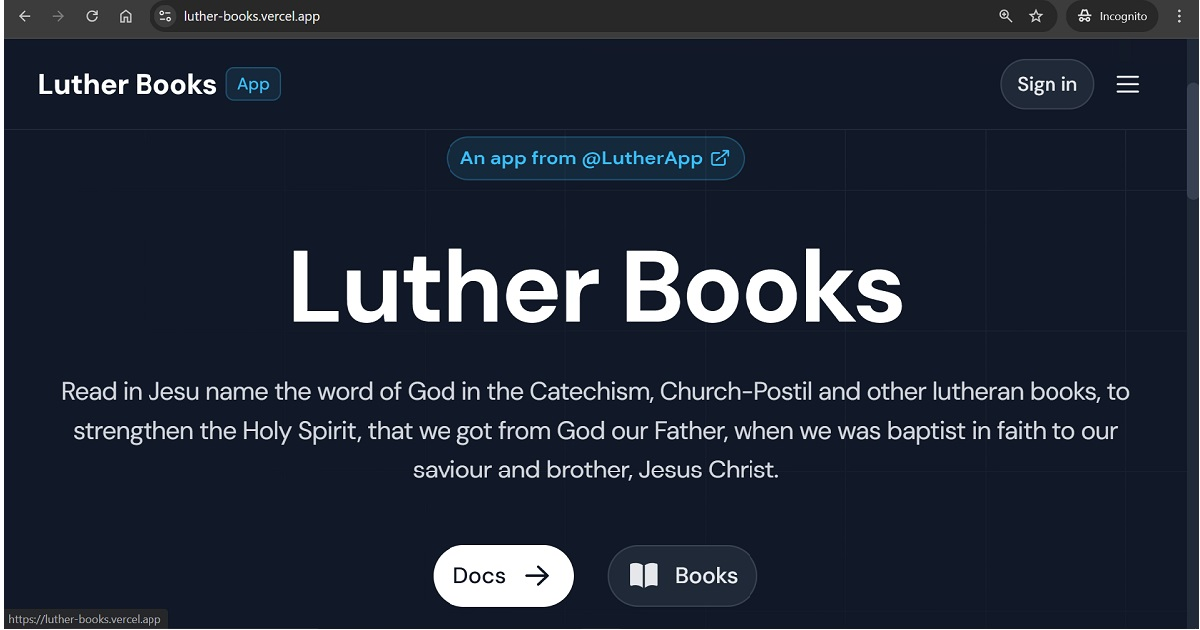 luther-books.vercel.app
Incognito
Luther Books App
Sign in
An app from @LutherApp
Luther Books
Read in Jesu name the word of God in the Catechism, Church-Postil and other lutheran books, to
strengthen the Holy Spirit, that we got from God our Father, when we was baptist in faith to our
saviour and brother, Jesus Christ.
Docs
Books
https://luther-books.vercel.app